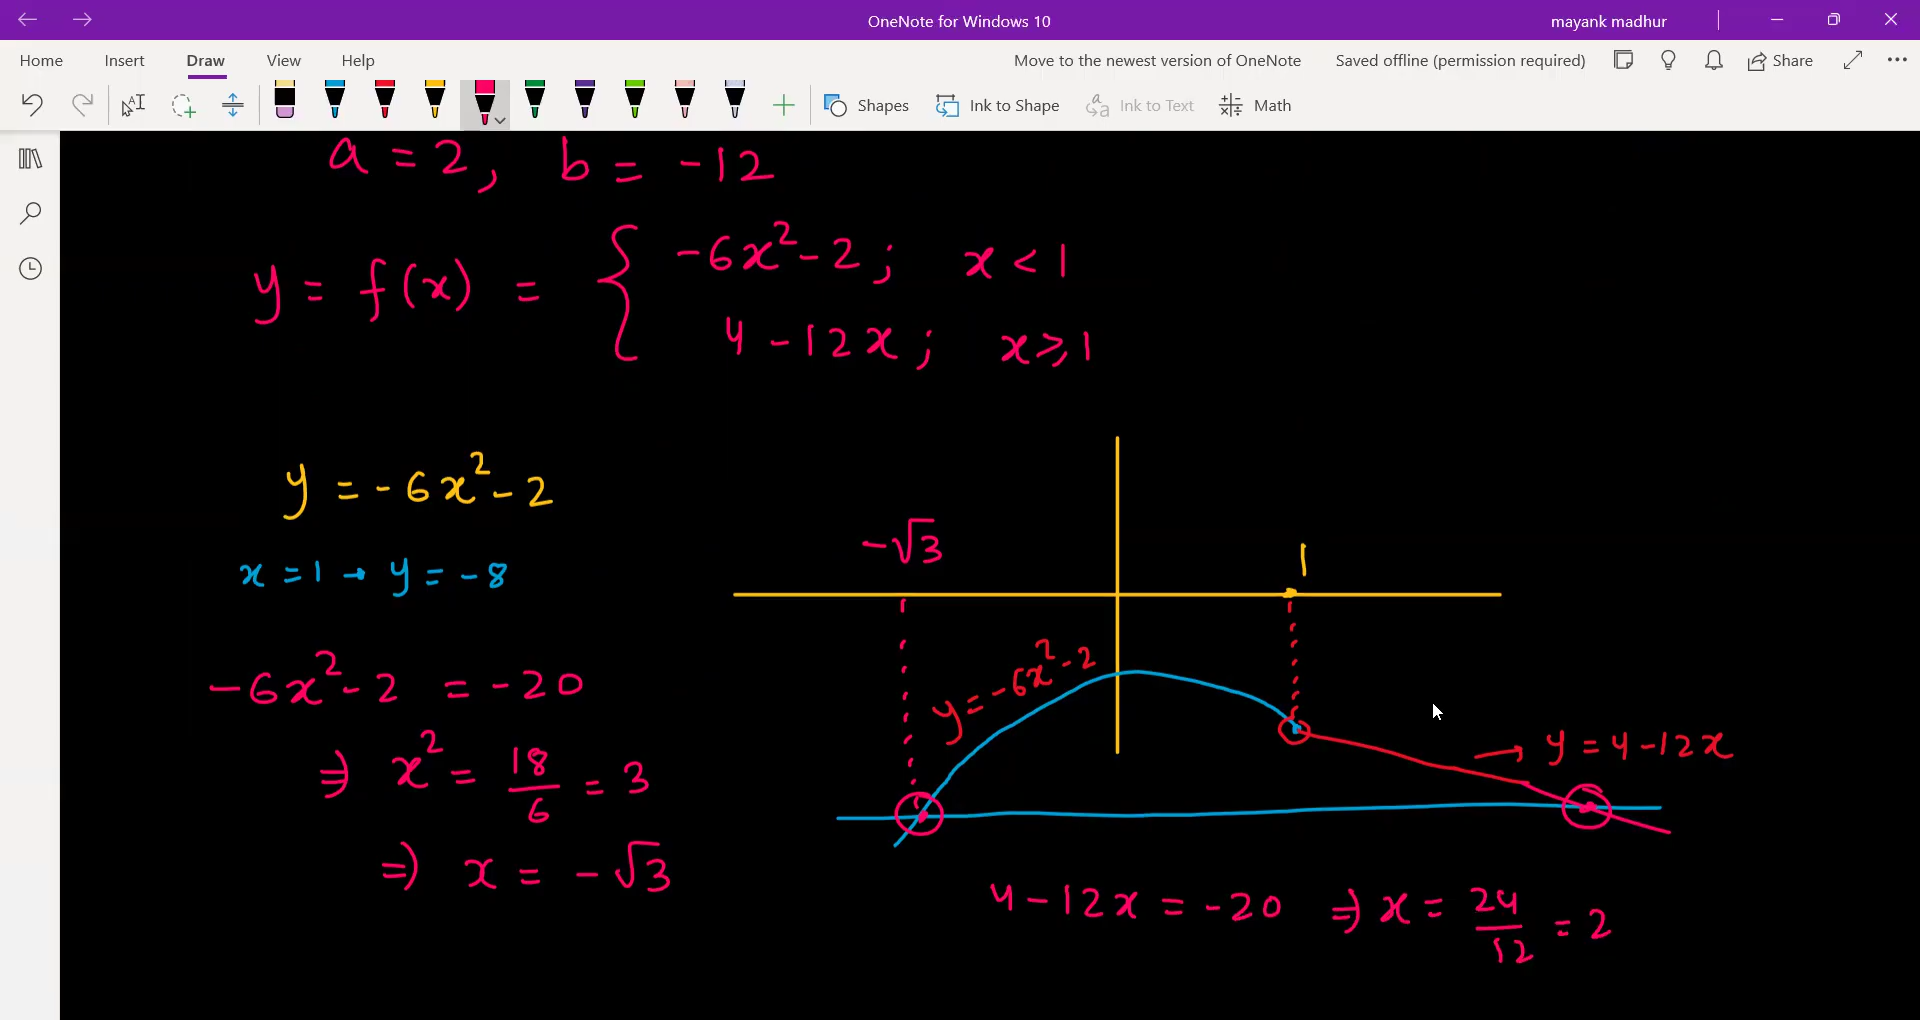 OneNote for Windows 10
mayank madhur
Home Insert Draw View Help
Move to the newest version of OneNote Saved offline (permission required) Share
Shapes Ink to Shape Ink to Text Math
a = 2, b = -12
y = f(x) = { -6x² - 2 ; x < 1
4 - 12x ; x ≥ 1
y = -6x² - 2
x = 1 → y = -8
-6x² - 2 = -20
⇒ x² = 18/6 = 3
⇒ x = -√3
-√3
1
y = -6x² - 2
→ y = 4 - 12x
4 - 12x = -20 ⇒ x = 24/12 = 2